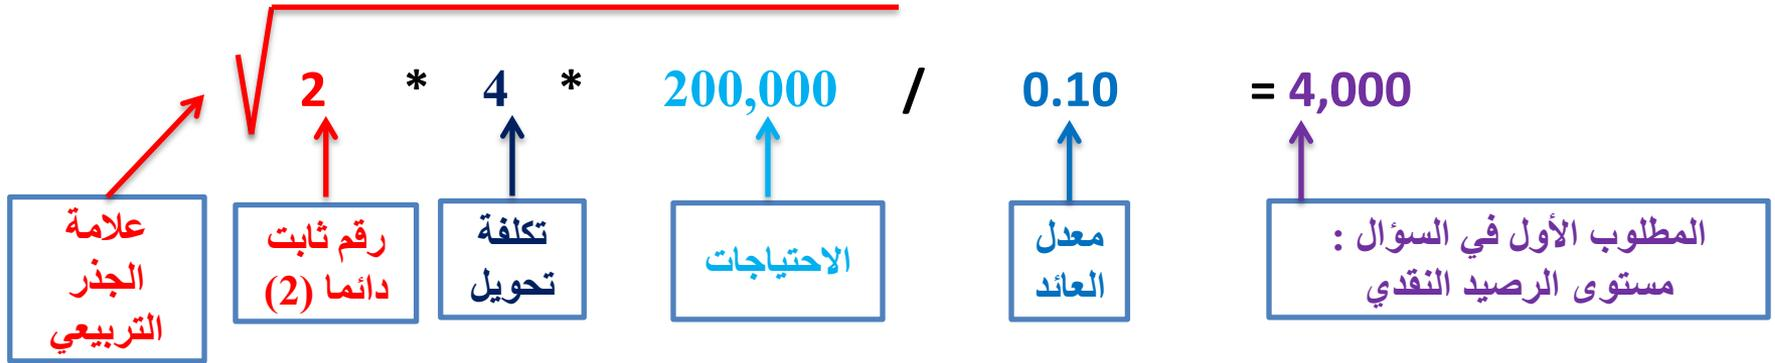 √ 2 * 4 * 200,000 / 0.10 = 4,000
علامة
الجذر
التربيعي
رقم ثابت
دائما (2)
تكلفة
تحويل
الاحتياجات
معدل
العائد
المطلوب الأول في السؤال :
مستوى الرصيد النقدي